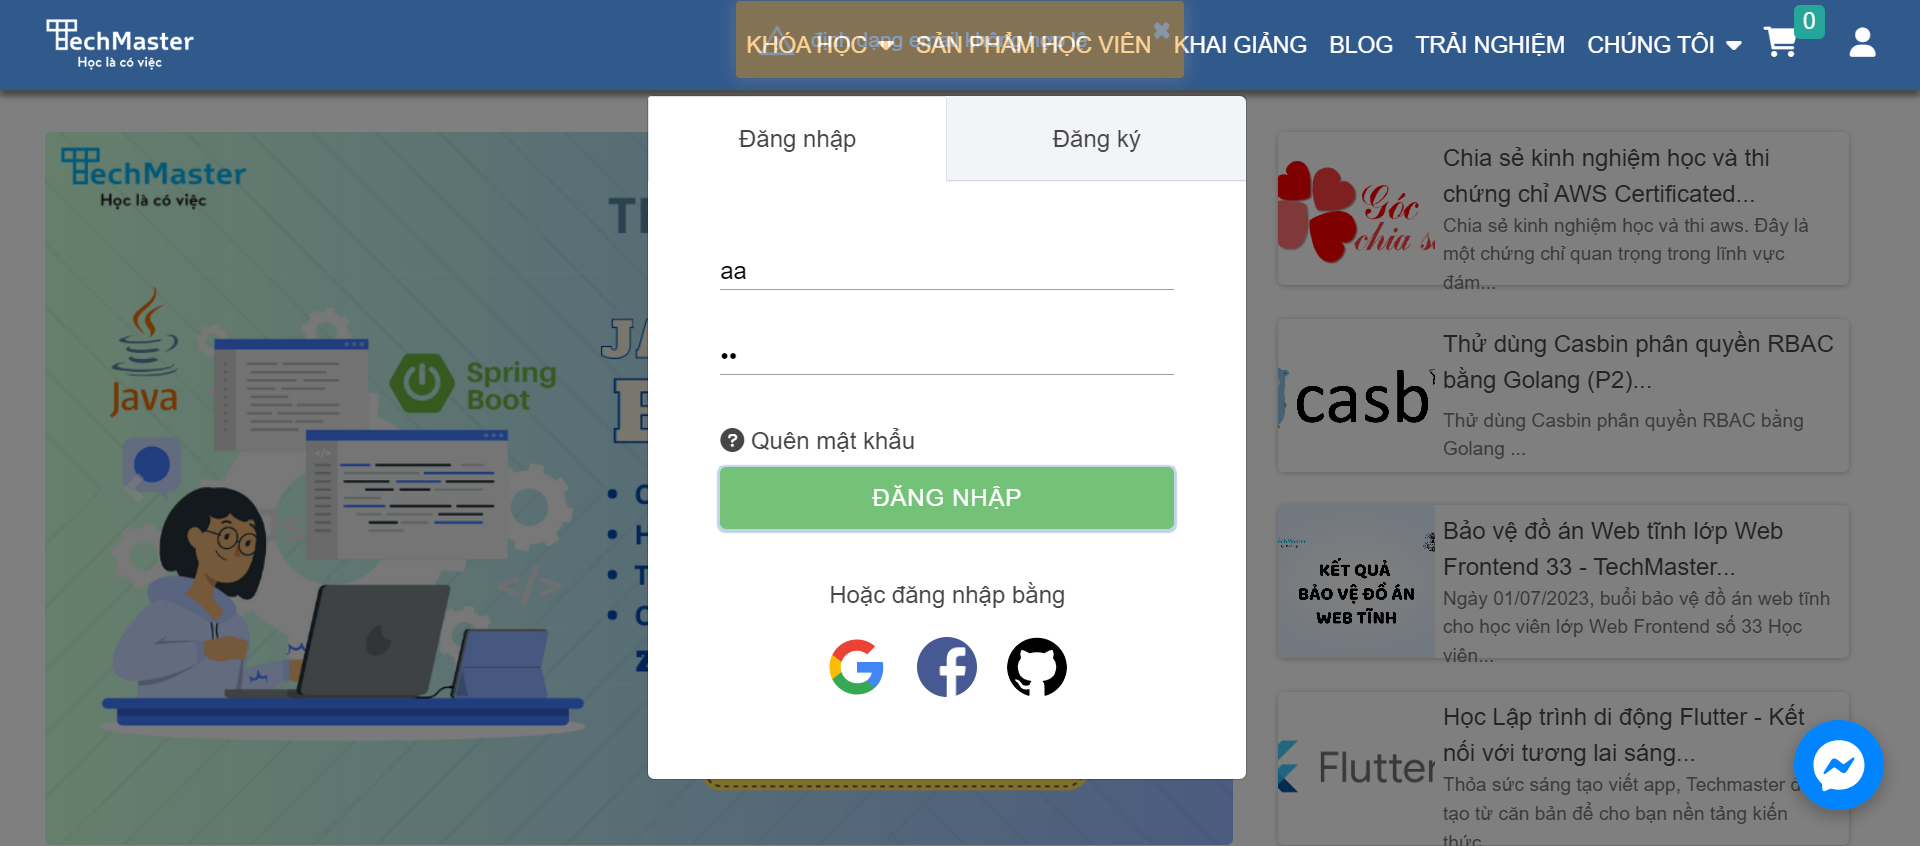 TechMaster
Học là có việc
KHÓA HỌC
SẢN PHẨM HỌC VIÊN
KHAI GIẢNG
BLOG
TRẢI NGHIỆM
CHÚNG TÔI
0
định dạng email không hợp lệ
Đăng nhập
Đăng ký
aa
Quên mật khẩu
ĐĂNG NHẬP
Hoặc đăng nhập bằng
TechMaster
Học là có việc
Java
Spring
Boot
Chia sẻ kinh nghiệm học và thi
chứng chỉ AWS Certificated...
Chia sẻ kinh nghiệm học và thi aws. Đây là
một chứng chỉ quan trọng trong lĩnh vực
đám...
Góc
chia s
casb
Thử dùng Casbin phân quyền RBAC
bằng Golang (P2)...
Thử dùng Casbin phân quyền RBAC bằng
Golang ...
KẾT QUẢ
BẢO VỆ ĐỒ ÁN
WEB TĨNH
Bảo vệ đồ án Web tĩnh lớp Web
Frontend 33 - TechMaster...
Ngày 01/07/2023, buổi bảo vệ đồ án web tĩnh
cho học viên lớp Web Frontend số 33 Học
viên...
Flutter
Học Lập trình di động Flutter - Kết
nối với tương lai sáng...
Thỏa sức sáng tạo viết app, Techmaster
tạo từ căn bản để cho bạn nền tảng kiến
thức